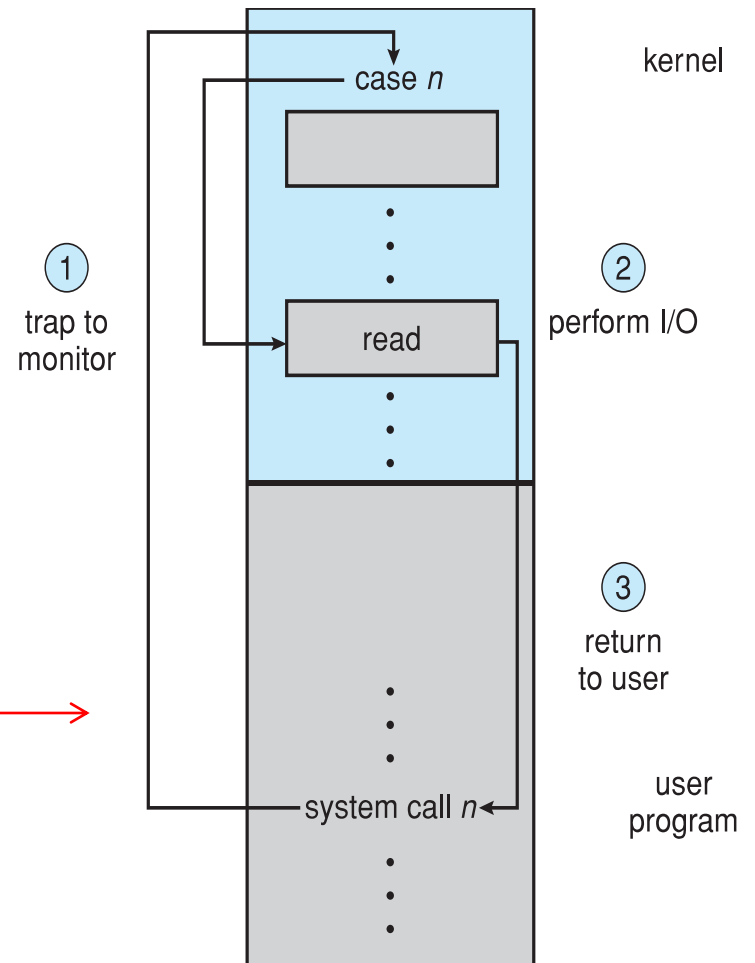 kernel
case n
1
trap to
monitor
2
perform I/O
read
3
return
to user
system call n
user
program